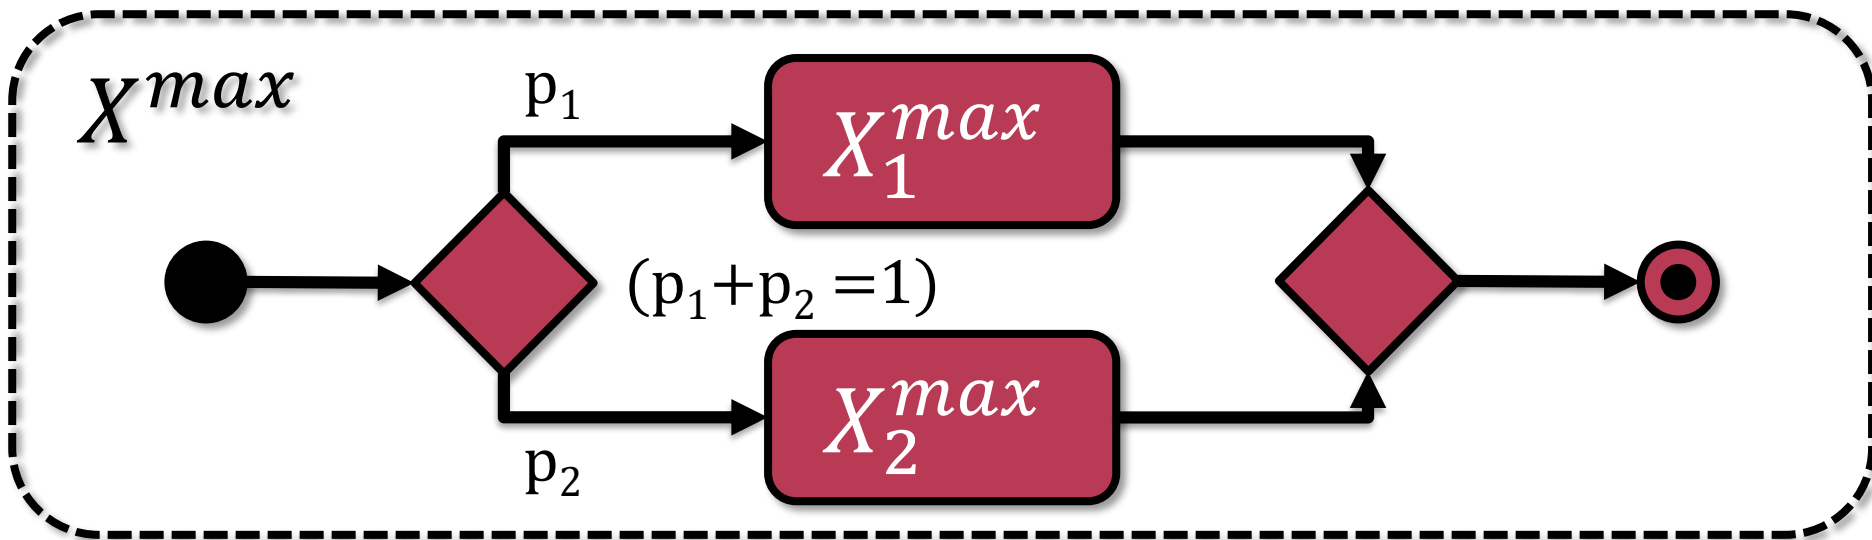 X^max
p₁
X₁^max
(p₁+p₂ =1)
X₂^max
p₂